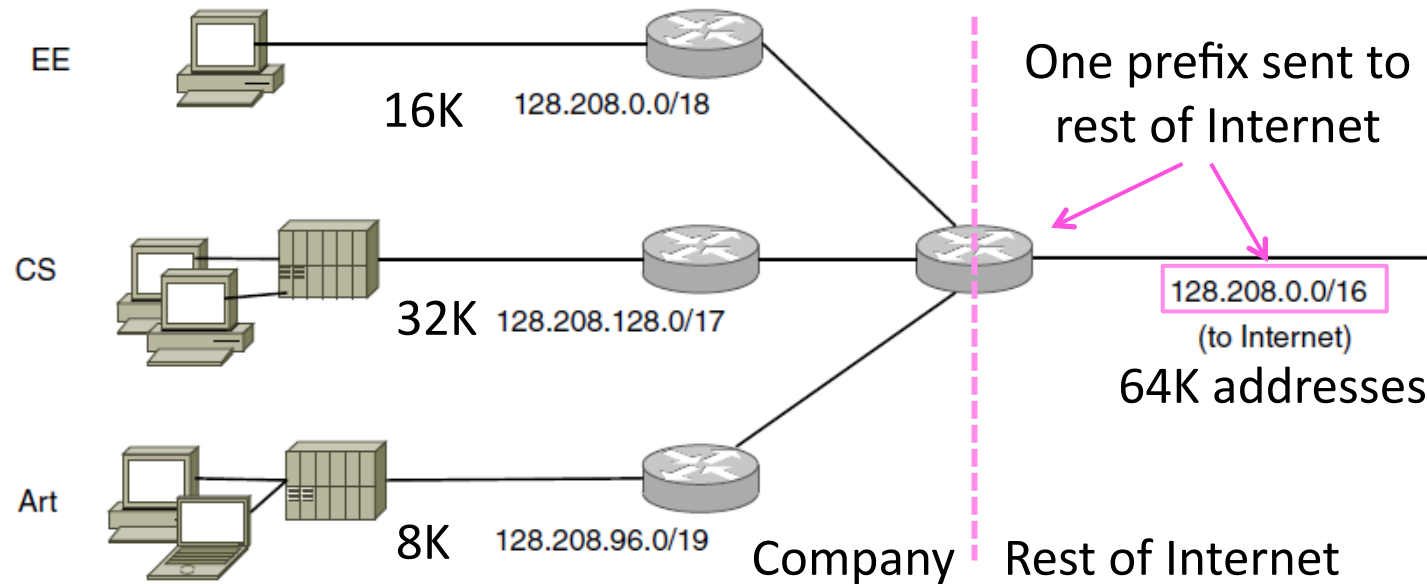 EE
16K
128.208.0.0/18
One prefix sent to
rest of Internet
CS
32K
128.208.128.0/17
128.208.0.0/16
(to Internet)
64K addresses
Art
8K
128.208.96.0/19
Company
Rest of Internet